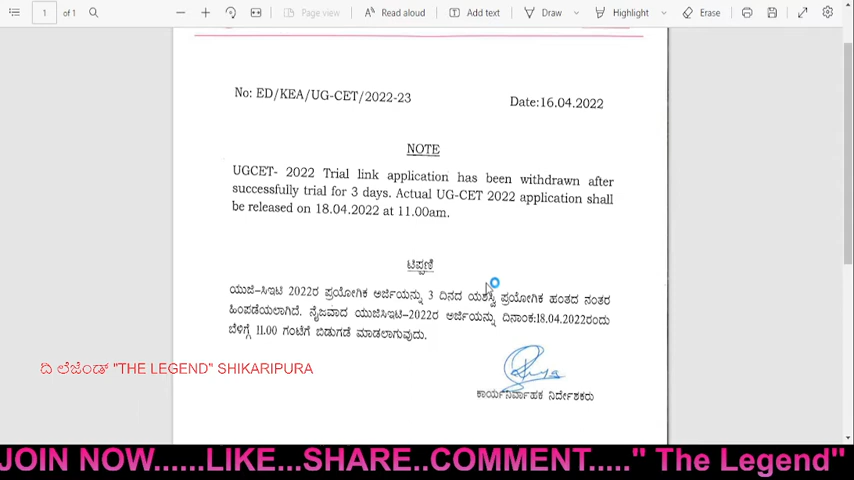 1 of 1 Page view Read aloud Add text Draw Highlight Erase
No: ED/KEA/UG-CET/2022-23 Date:16.04.2022
NOTE
UGCET- 2022 Trial link application has been withdrawn after
successfully trial for 3 days. Actual UG-CET 2022 application shall
be released on 18.04.2022 at 11.00am.
ಟಿಪ್ಪಣಿ
ಯುಜಿ–ಸಿಇಟಿ 2022ರ ಪ್ರಯೋಗಿಕ ಅರ್ಜಿಯನ್ನು 3 ದಿನದ ಯಶಸ್ವಿ ಪ್ರಯೋಗಿಕ ಹಂತದ ನಂತರ
ಹಿಂಪಡೆಯಲಾಗಿದೆ. ನೈಜವಾದ ಯುಜಿಸಿಇಟಿ–2022ರ ಅರ್ಜಿಯನ್ನು ದಿನಾಂಕ:18.04.2022ರಂದು
ಬೆಳಿಗ್ಗೆ 11.00 ಗಂಟೆಗೆ ಬಿಡುಗಡೆ ಮಾಡಲಾಗುವುದು.
ದಿ ಲೆಜೆಂಡ್ "THE LEGEND" SHIKARIPURA
ಕಾರ್ಯನಿರ್ವಾಹಕ ನಿರ್ದೇಶಕರು
JOIN NOW......LIKE...SHARE..COMMENT....." The Legend"